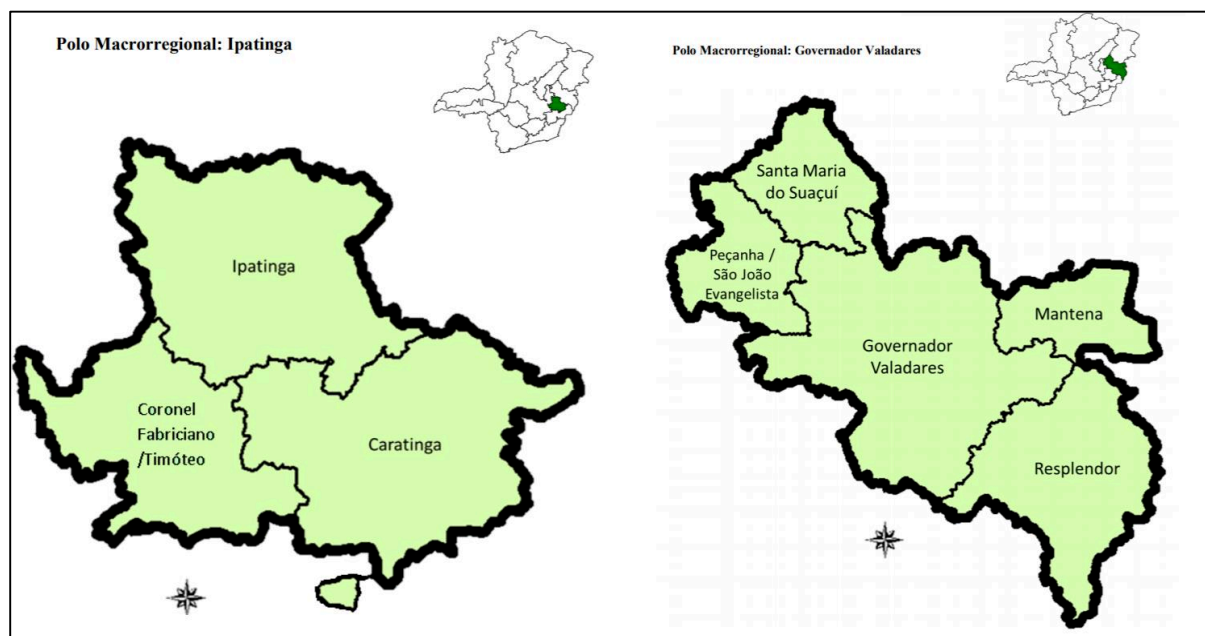 Polo Macrorregional: Ipatinga
Ipatinga
Coronel
Fabriciano
/Timóteo
Caratinga
Polo Macrorregional: Governador Valadares
Santa Maria
do Suaçuí
Peçanha /
São João
Evangelista
Mantena
Governador
Valadares
Resplendor